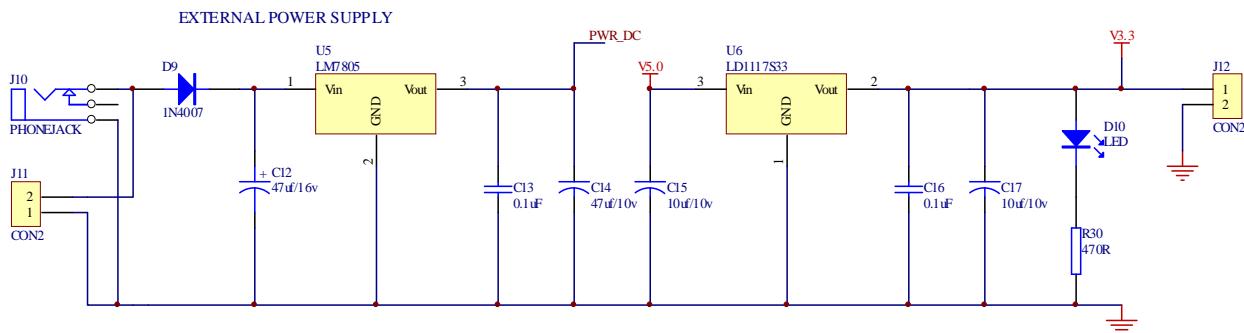 EXTERNAL POWER SUPPLY
PWR_DC
V3.3
U5
LM7805
U6
LD1117S33
V5.0
J10
PHONEJACK
D9
1N4007
1
Vin
Vout
GND
3
2
3
Vin
Vout
GND
2
1
J12
1
2
CON2
D10
LED
J11
2
1
CON2
+
C12
47uf/16v
C13
0.1uF
C14
47uf/10v
C15
10uf/10v
C16
0.1uF
C17
10uf/10v
R30
470R